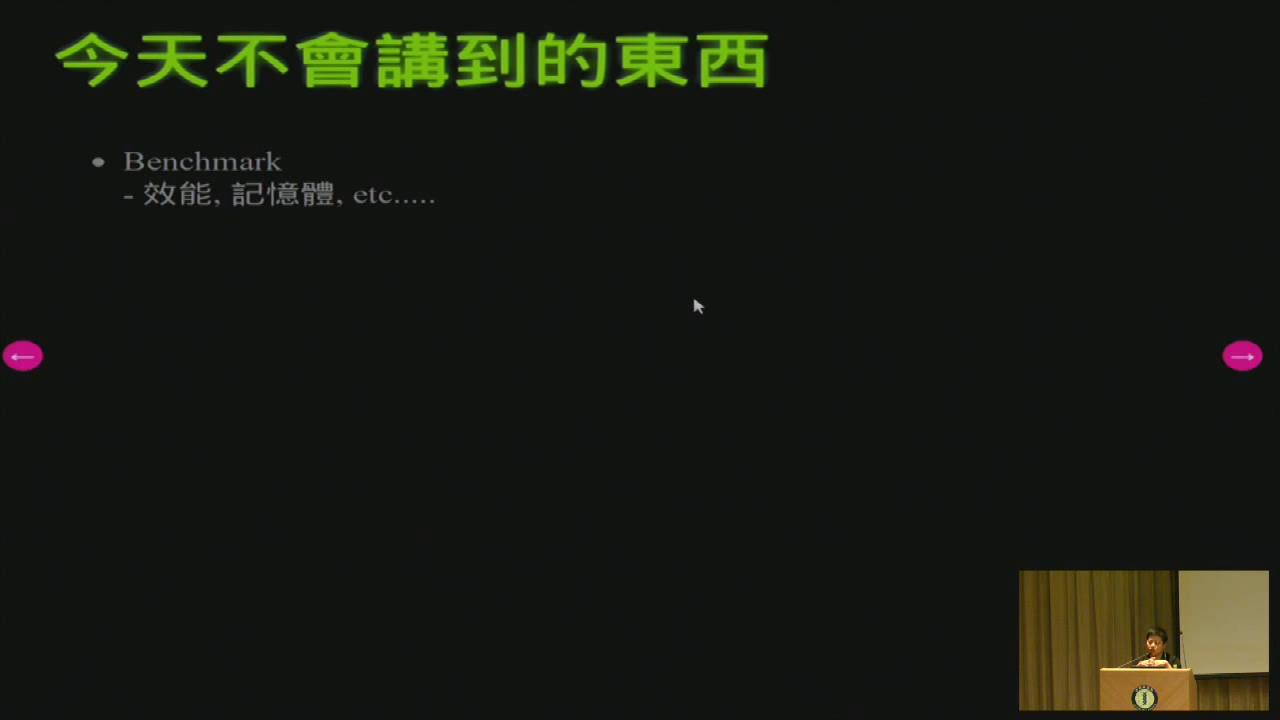 今天不會講到的東西
• Benchmark
- 效能, 記憶體, etc.....
←
→